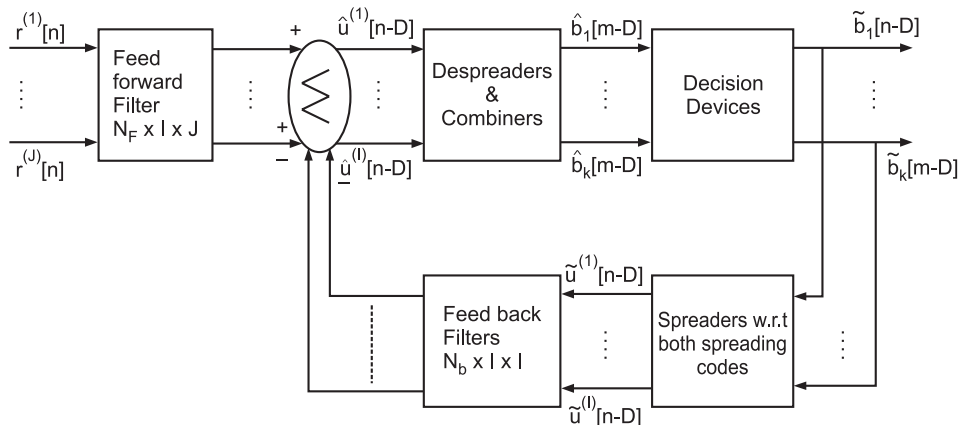 r^(1)[n]
r^(J)[n]
Feed
forward
Filter
N_F x I x J
+
+
−
−
û^(1)[n-D]
û^(I)[n-D]
Despreaders
&
Combiners
b̂_1[m-D]
b̂_k[m-D]
Decision
Devices
b̃_1[n-D]
b̃_k[m-D]
Feed back
Filters
N_b x I x I
ũ^(1)[n-D]
ũ^(I)[n-D]
Spreaders w.r.t
both spreading
codes